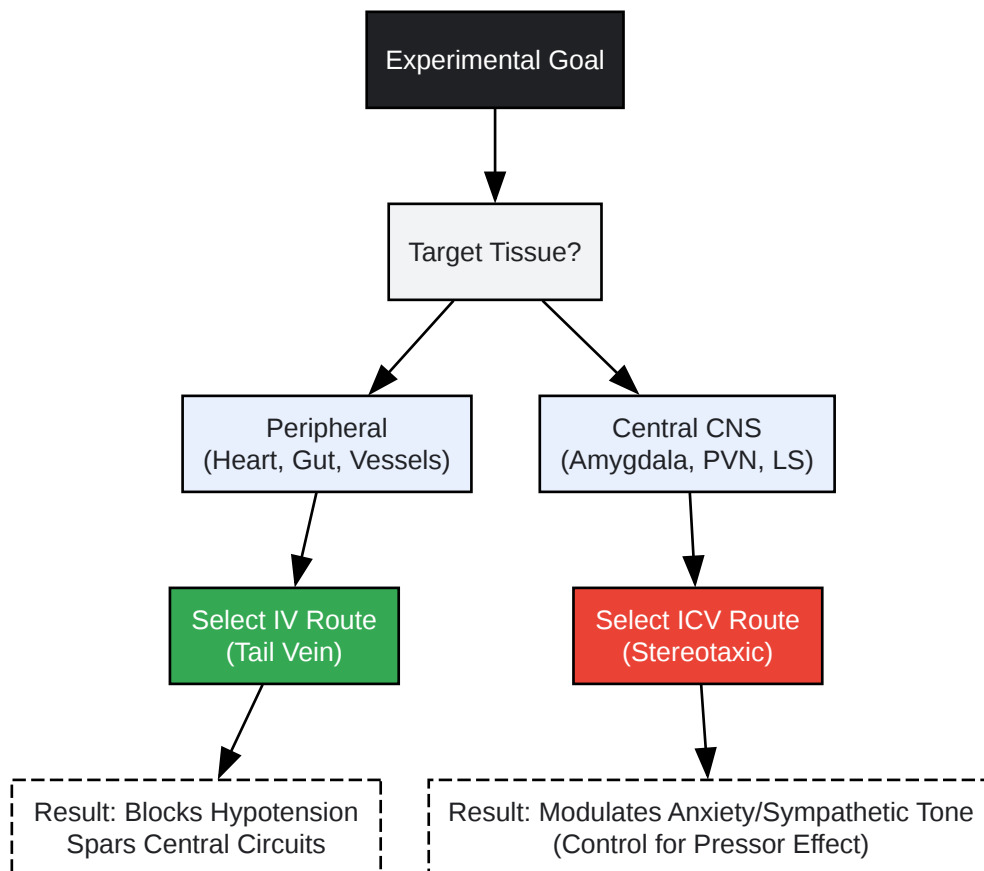 Experimental Goal
Target Tissue?
Peripheral
(Heart, Gut, Vessels)
Central CNS
(Amygdala, PVN, LS)
Select IV Route
(Tail Vein)
Select ICV Route
(Stereotaxic)
Result: Blocks Hypotension
Spars Central Circuits
Result: Modulates Anxiety/Sympathetic Tone
(Control for Pressor Effect)